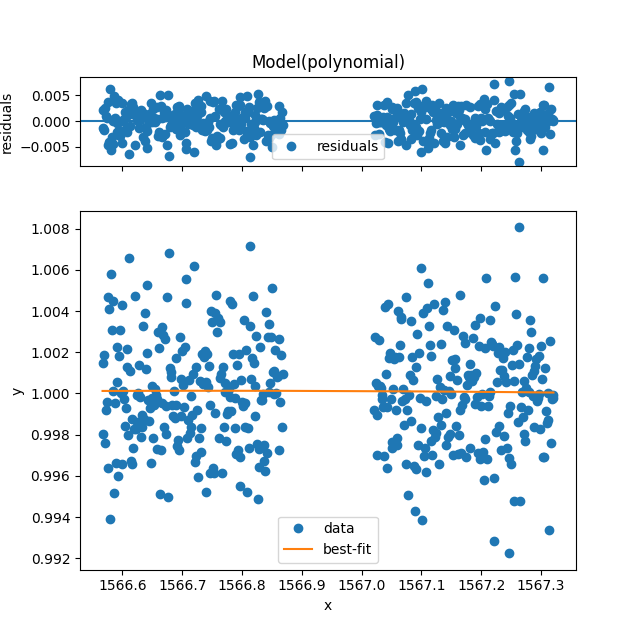 Model(polynomial)
0.005
0.000
−0.005
residuals
residuals
1.008
1.006
1.004
1.002
1.000
0.998
0.996
0.994
0.992
y
data
best-fit
1566.6 1566.7 1566.8 1566.9 1567.0 1567.1 1567.2 1567.3
x